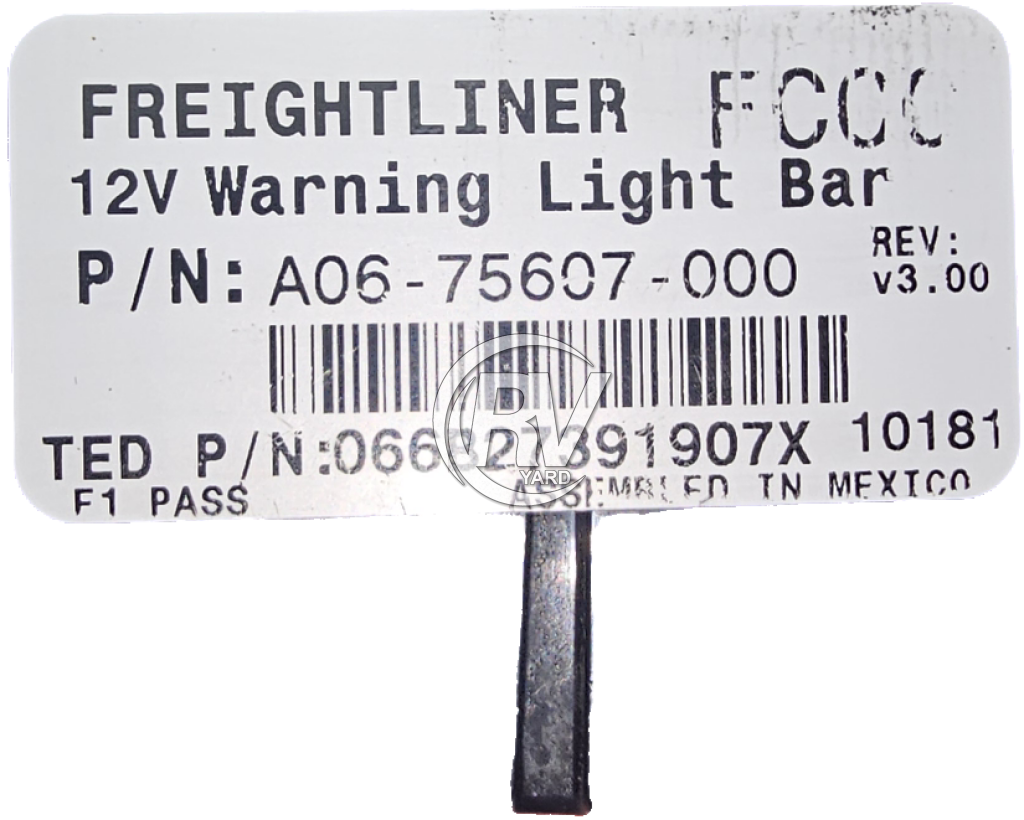 FREIGHTLINER FCCC
12V Warning Light Bar
P/N: A06-75607-000
REV:
v3.00
RV
YARD
TED P/N:066B27391907X 10181
F1 PASS
ASSEMBLED IN MEXICO